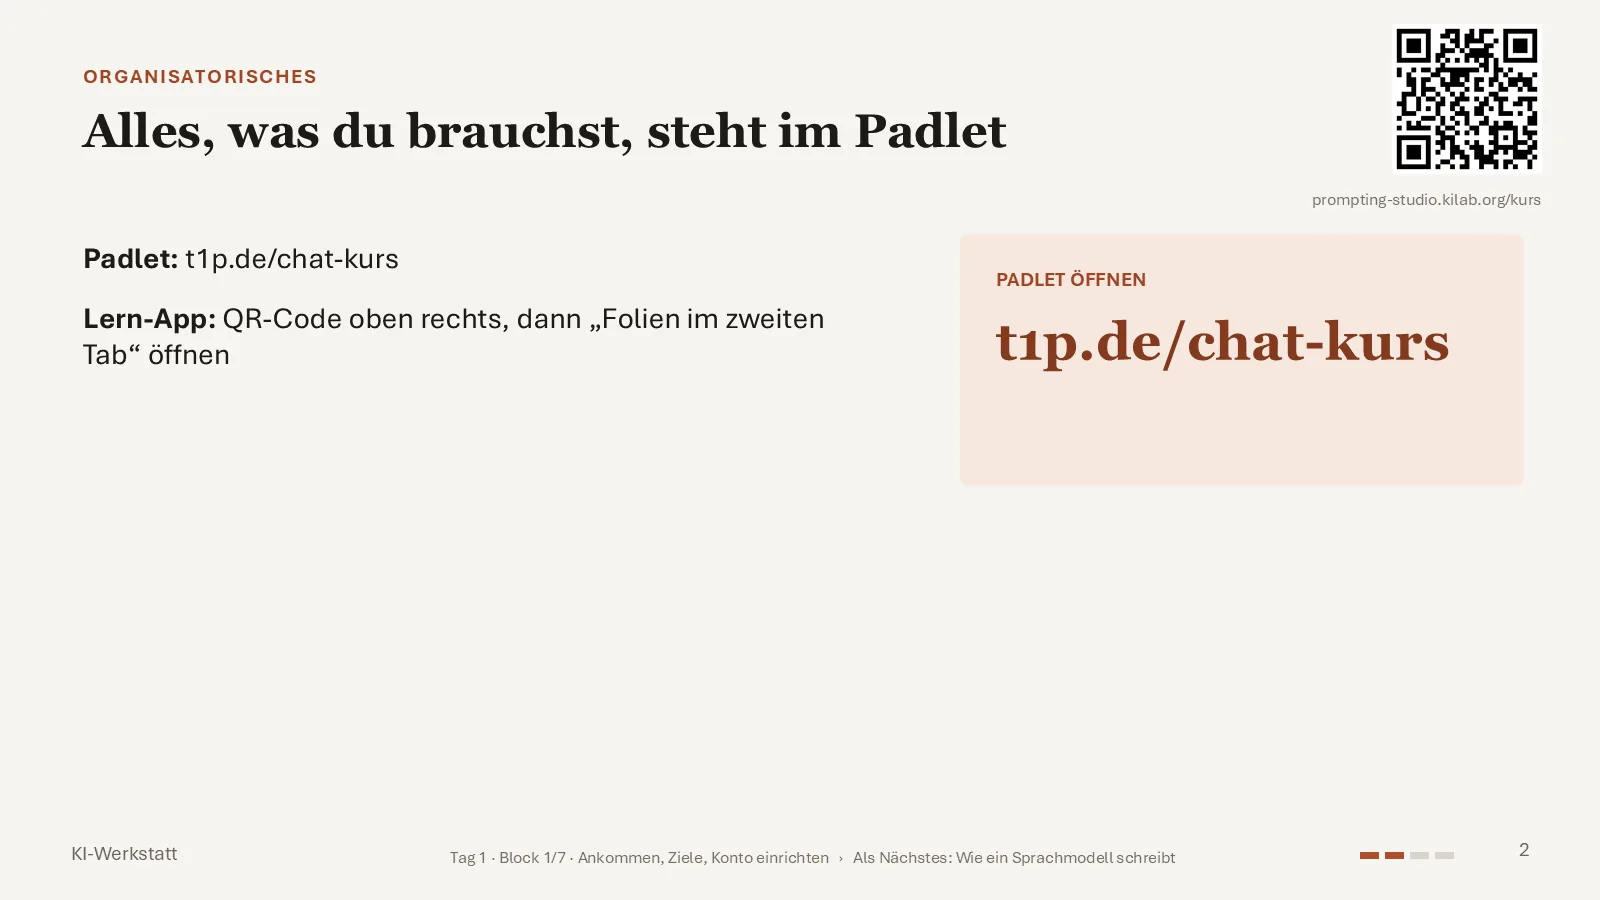 ORGANISATORISCHES
Alles, was du brauchst, steht im Padlet
prompting-studio.kilab.org/kurs
Padlet: t1p.de/chat-kurs
Lern-App: QR-Code oben rechts, dann „Folien im zweiten
Tab“ öffnen
PADLET ÖFFNEN
t1p.de/chat-kurs
KI-Werkstatt
Tag 1 · Block 1/7 · Ankommen, Ziele, Konto einrichten › Als Nächstes: Wie ein Sprachmodell schreibt
2